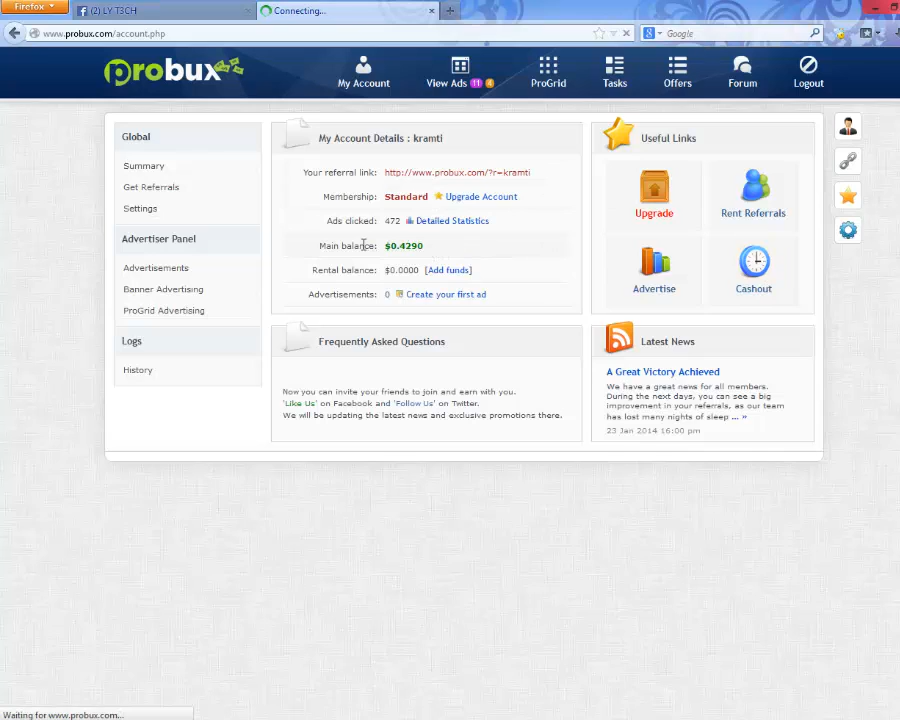 Firefox
(2) LY T3CH
Connecting...
www.probux.com/account.php
Google
probux
My Account
View Ads 11 4
ProGrid
Tasks
Offers
Forum
Logout
Global
Summary
Get Referrals
Settings
Advertiser Panel
Advertisements
Banner Advertising
ProGrid Advertising
Logs
History
My Account Details : kramti
Your referral link: http://www.probux.com/?r=kramti
Membership: Standard Upgrade Account
Ads clicked: 472 Detailed Statistics
Main balance: $0.4290
Rental balance: $0.0000 [Add funds]
Advertisements: 0 Create your first ad
Frequently Asked Questions
Now you can invite your friends to join and earn with you.
'Like Us' on Facebook and 'Follow Us' on Twitter.
We will be updating the latest news and exclusive promotions there.
Useful Links
Upgrade
Rent Referrals
Advertise
Cashout
Latest News
A Great Victory Achieved
We have a great news for all members.
During the next days, you can see a big
improvement in your referrals, as our team
has lost many nights of sleep ... »
23 Jan 2014 16:00 pm
Waiting for www.probux.com...